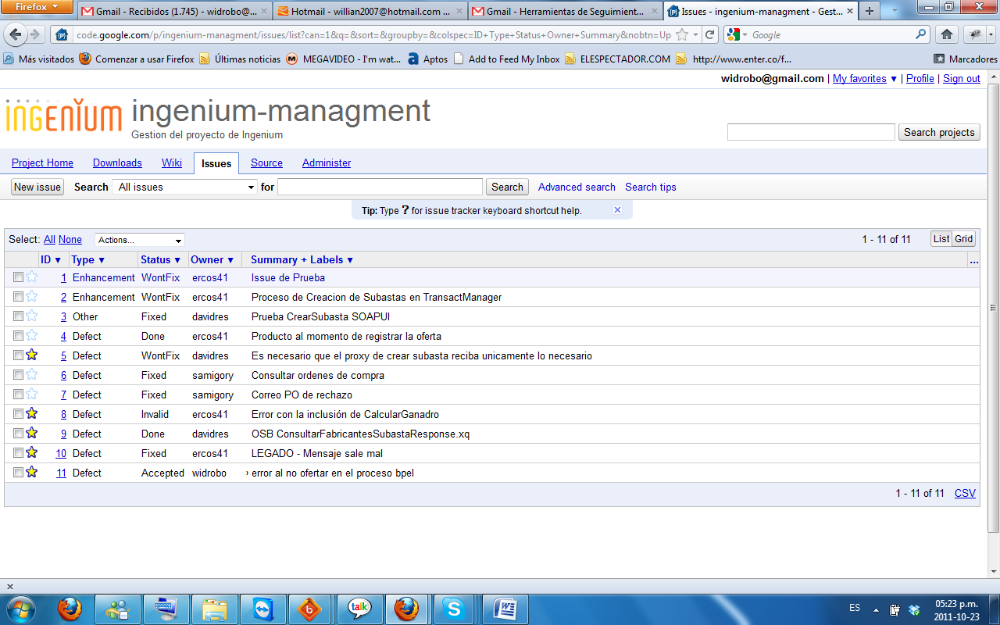 Firefox
Gmail - Recibidos (1.745) - widrobo@...
Hotmail - willian2007@hotmail.com ...
Gmail - Herramientas de Seguimient...
Issues - ingenium-managment - Gest...
code.google.com/p/ingenium-managment/issues/list?can=1&q=&sort=&groupby=&colspec=ID+Type+Status+Owner+Summary&nobtn=Up
Google
Más visitados
Comenzar a usar Firefox
Últimas noticias
MEGAVIDEO - I'm wat...
Aptos
Add to Feed My Inbox
ELESPECTADOR.COM
http://www.enter.co/f...
Marcadores
widrobo@gmail.com | My favorites ▼ | Profile | Sign out
ingenium
ingenium-managment
Gestion del proyecto de Ingenium
Search projects
Project Home
Downloads
Wiki
Issues
Source
Administer
New issue
Search
All issues
for
Search
Advanced search
Search tips
Tip: Type ? for issue tracker keyboard shortcut help.
Select: All None
Actions...
1 - 11 of 11
List
Grid
ID ▼ Type ▼ Status ▼ Owner ▼ Summary + Labels ▼ ...
1 Enhancement WontFix ercos41 Issue de Prueba
2 Enhancement WontFix ercos41 Proceso de Creacion de Subastas en TransactManager
3 Other Fixed davidres Prueba CrearSubasta SOAPUI
4 Defect Done ercos41 Producto al momento de registrar la oferta
5 Defect WontFix davidres Es necesario que el proxy de crear subasta reciba unicamente lo necesario
6 Defect Fixed samigory Consultar ordenes de compra
7 Defect Fixed samigory Correo PO de rechazo
8 Defect Invalid ercos41 Error con la inclusión de CalcularGanadro
9 Defect Done davidres OSB ConsultarFabricantesSubastaResponse.xq
10 Defect Fixed ercos41 LEGADO - Mensaje sale mal
11 Defect Accepted widrobo › error al no ofertar en el proceso bpel
1 - 11 of 11 CSV
talk
ES
05:23 p.m.
2011-10-23